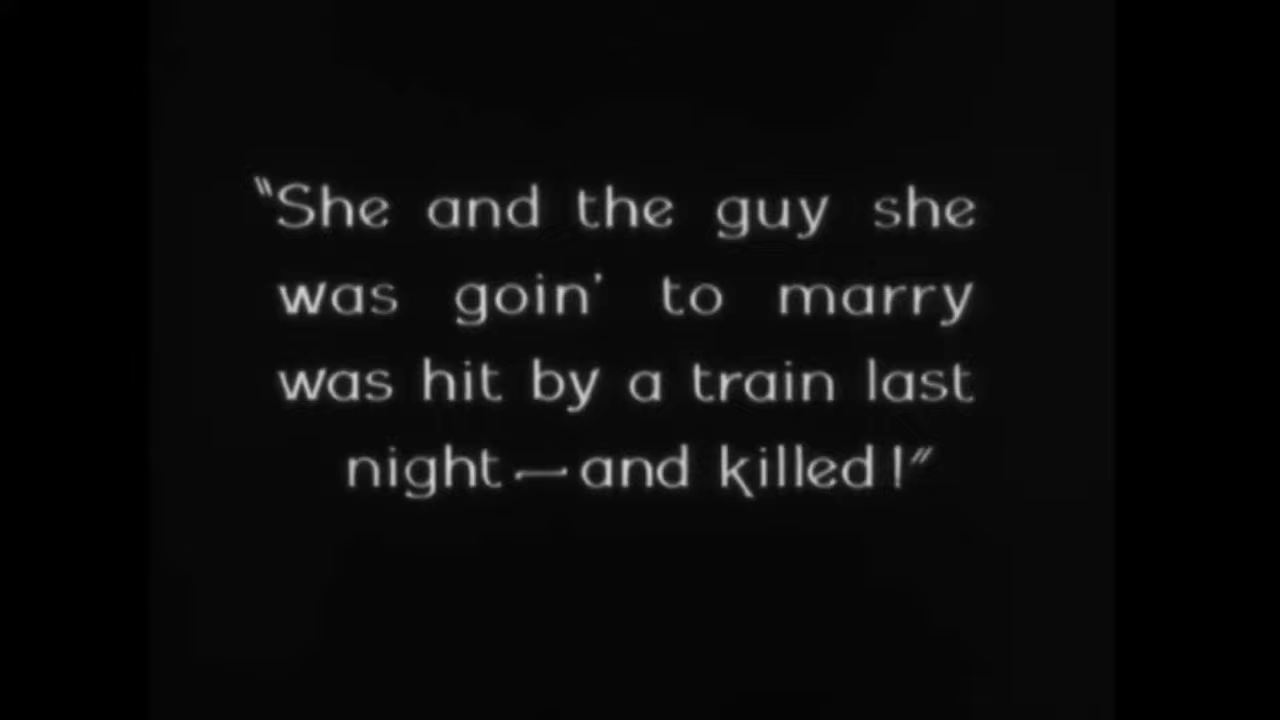 "She and the guy she
was goin' to marry
was hit by a train last
night—and killed!"